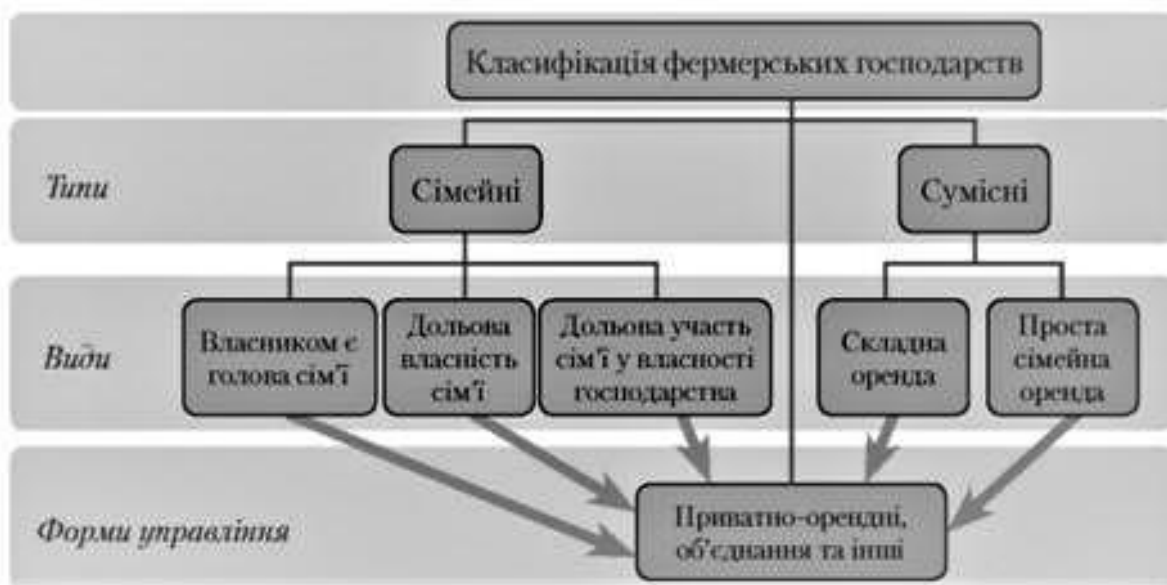 Класифікація фермерських господарств
Типи
Сімейні
Сумісні
Види
Власником є
голова сім'ї
Дольова
власність
сім'ї
Дольова участь
сім'ї у власності
господарства
Складна
оренда
Проста
сімейна
оренда
Форми управління
Приватно-орендні,
об'єднання та інші